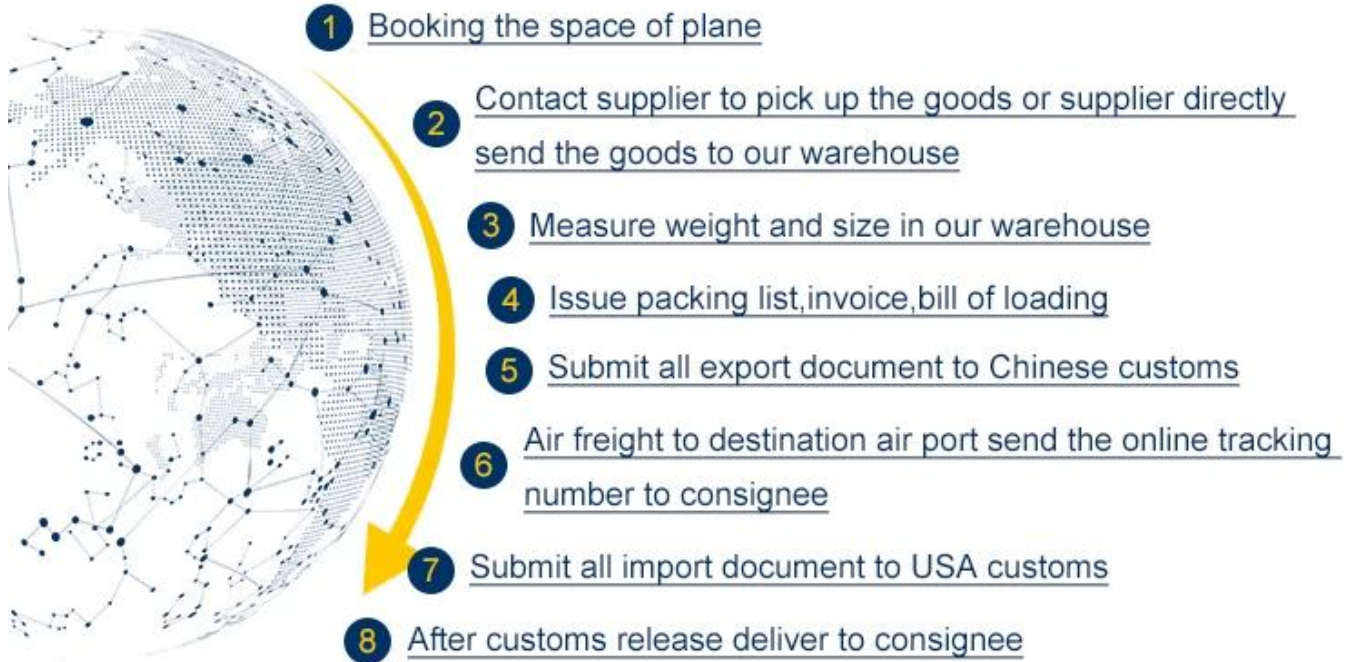 1 Booking the space of plane
2 Contact supplier to pick up the goods or supplier directly
send the goods to our warehouse
3 Measure weight and size in our warehouse
4 Issue packing list,invoice,bill of loading
5 Submit all export document to Chinese customs
6 Air freight to destination air port send the online tracking
number to consignee
7 Submit all import document to USA customs
8 After customs release deliver to consignee